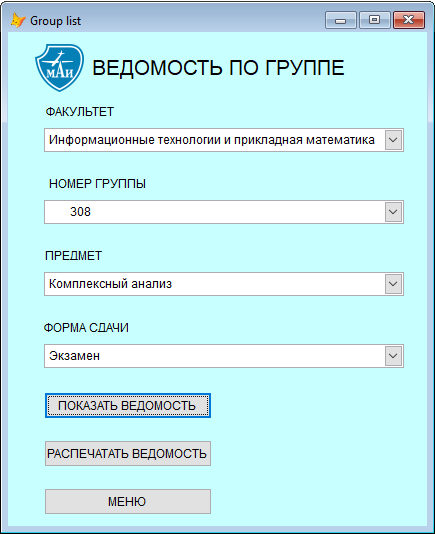 Group list
МАИ
ВЕДОМОСТЬ ПО ГРУППЕ
ФАКУЛЬТЕТ
Информационные технологии и прикладная математика
НОМЕР ГРУППЫ
308
ПРЕДМЕТ
Комплексный анализ
ФОРМА СДАЧИ
Экзамен
ПОКАЗАТЬ ВЕДОМОСТЬ
РАСПЕЧАТАТЬ ВЕДОМОСТЬ
МЕНЮ